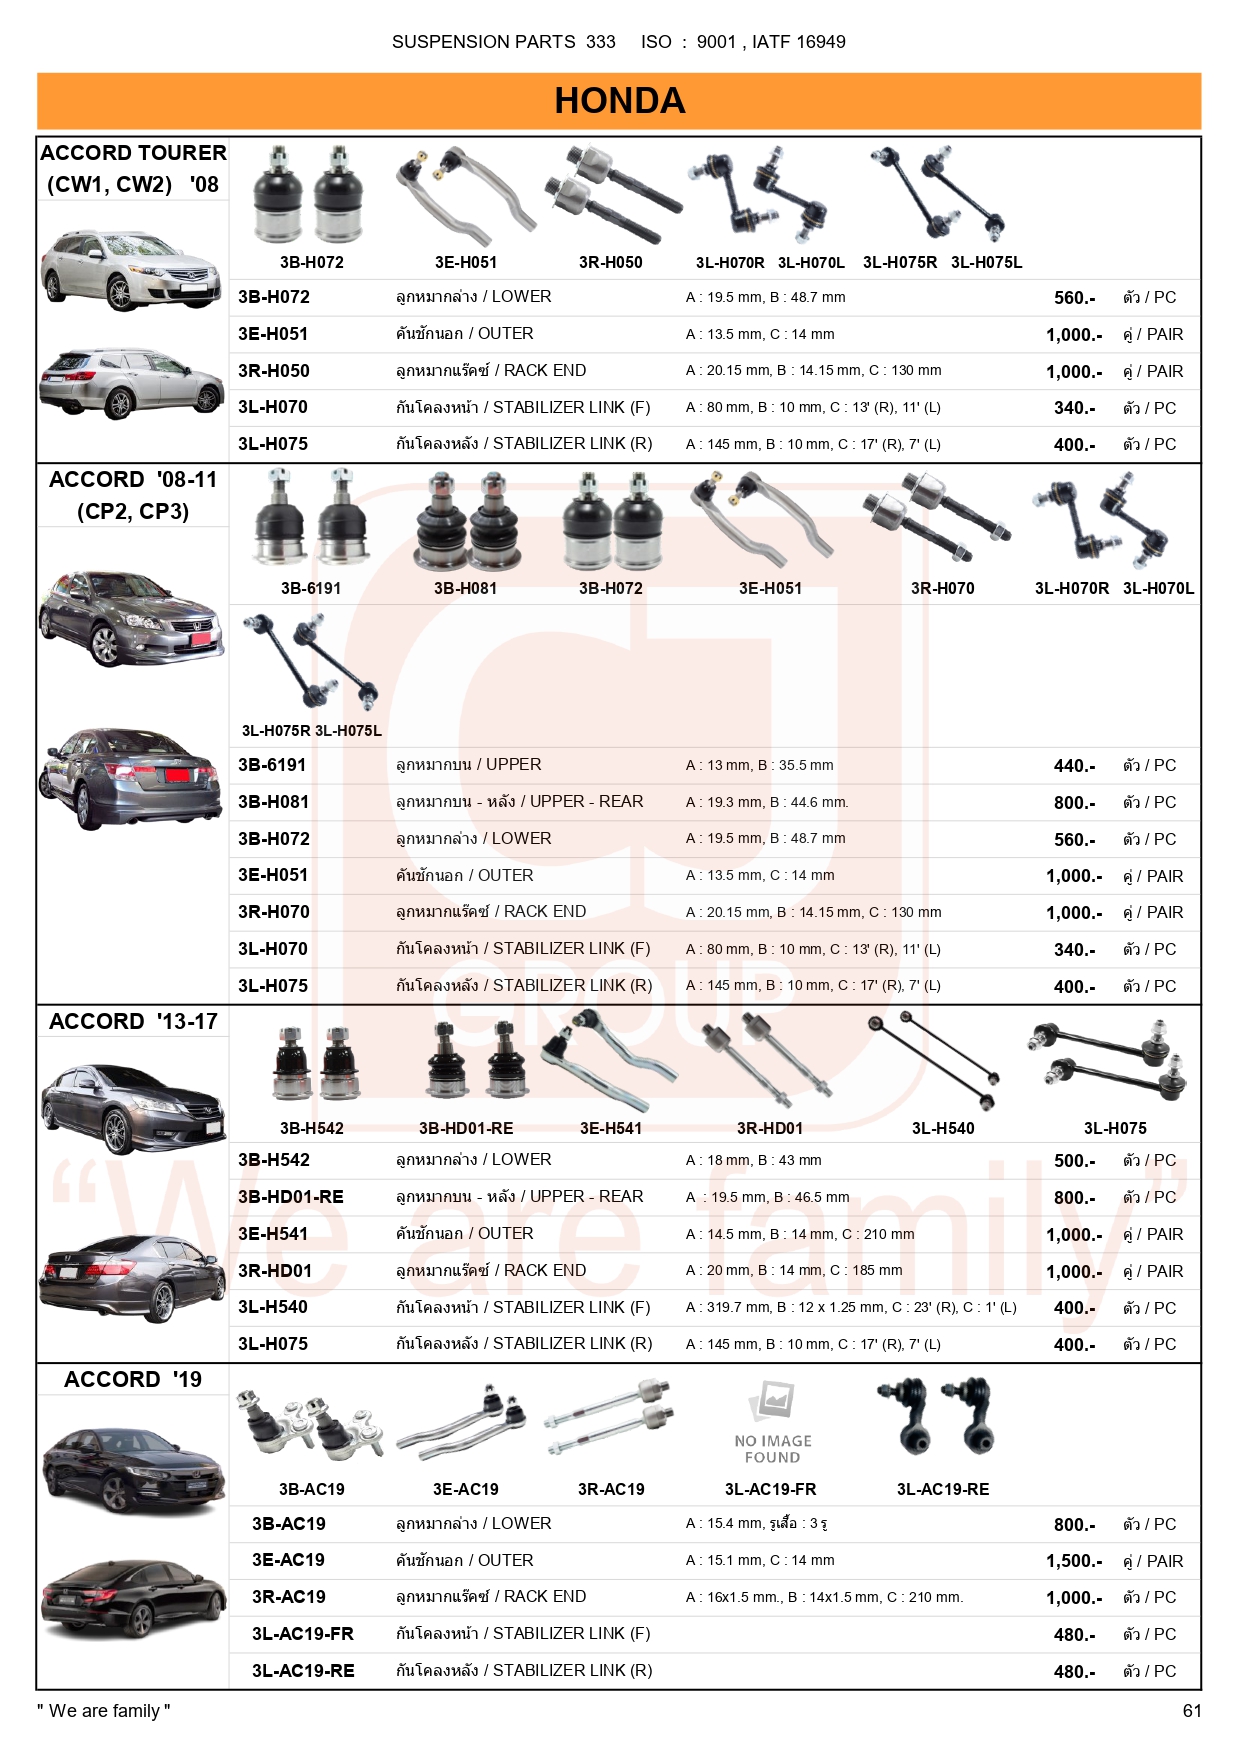 SUSPENSION PARTS  333     ISO  :  9001 , IATF 16949
HONDA
ACCORD TOURER
(CW1, CW2)   '08
3B-H072   3E-H051   3R-H050   3L-H070R   3L-H070L   3L-H075R   3L-H075L
3B-H072   ลูกหมากล่าง / LOWER   A : 19.5 mm, B : 48.7 mm   560.-   ตัว / PC
3E-H051   คันชักนอก / OUTER   A : 13.5 mm, C : 14 mm   1,000.-   คู่ / PAIR
3R-H050   ลูกหมากแร็คซ์ / RACK END   A : 20.15 mm, B : 14.15 mm, C : 130 mm   1,000.-   คู่ / PAIR
3L-H070   กันโคลงหน้า / STABILIZER LINK (F)   A : 80 mm, B : 10 mm, C : 13' (R), 11' (L)   340.-   ตัว / PC
3L-H075   กันโคลงหลัง / STABILIZER LINK (R)   A : 145 mm, B : 10 mm, C : 17' (R), 7' (L)   400.-   ตัว / PC
ACCORD  '08-11
(CP2, CP3)
3B-6191   3B-H081   3B-H072   3E-H051   3R-H070   3L-H070R   3L-H070L
3L-H075R 3L-H075L
3B-6191   ลูกหมากบน / UPPER   A : 13 mm, B : 35.5 mm   440.-   ตัว / PC
3B-H081   ลูกหมากบน - หลัง / UPPER - REAR   A : 19.3 mm, B : 44.6 mm.   800.-   ตัว / PC
3B-H072   ลูกหมากล่าง / LOWER   A : 19.5 mm, B : 48.7 mm   560.-   ตัว / PC
3E-H051   คันชักนอก / OUTER   A : 13.5 mm, C : 14 mm   1,000.-   คู่ / PAIR
3R-H070   ลูกหมากแร็คซ์ / RACK END   A : 20.15 mm, B : 14.15 mm, C : 130 mm   1,000.-   คู่ / PAIR
3L-H070   กันโคลงหน้า / STABILIZER LINK (F)   A : 80 mm, B : 10 mm, C : 13' (R), 11' (L)   340.-   ตัว / PC
3L-H075   กันโคลงหลัง / STABILIZER LINK (R)   A : 145 mm, B : 10 mm, C : 17' (R), 7' (L)   400.-   ตัว / PC
CJ
GROUP
ACCORD  '13-17
3B-H542   3B-HD01-RE   3E-H541   3R-HD01   3L-H540   3L-H075
3B-H542   ลูกหมากล่าง / LOWER   A : 18 mm, B : 43 mm   500.-   ตัว / PC
3B-HD01-RE   ลูกหมากบน - หลัง / UPPER - REAR   A  : 19.5 mm, B : 46.5 mm   800.-   ตัว / PC
3E-H541   คันชักนอก / OUTER   A : 14.5 mm, B : 14 mm, C : 210 mm   1,000.-   คู่ / PAIR
3R-HD01   ลูกหมากแร็คซ์ / RACK END   A : 20 mm, B : 14 mm, C : 185 mm   1,000.-   คู่ / PAIR
3L-H540   กันโคลงหน้า / STABILIZER LINK (F)   A : 319.7 mm, B : 12 x 1.25 mm, C : 23' (R), C : 1' (L)   400.-   ตัว / PC
3L-H075   กันโคลงหลัง / STABILIZER LINK (R)   A : 145 mm, B : 10 mm, C : 17' (R), 7' (L)   400.-   ตัว / PC
“We are family”
ACCORD  '19
NO IMAGE
FOUND
3B-AC19   3E-AC19   3R-AC19   3L-AC19-FR   3L-AC19-RE
3B-AC19   ลูกหมากล่าง / LOWER   A : 15.4 mm, รูเสื้อ : 3 รู   800.-   ตัว / PC
3E-AC19   คันชักนอก / OUTER   A : 15.1 mm, C : 14 mm   1,500.-   คู่ / PAIR
3R-AC19   ลูกหมากแร็คซ์ / RACK END   A : 16x1.5 mm., B : 14x1.5 mm, C : 210 mm.   1,000.-   ตัว / PC
3L-AC19-FR   กันโคลงหน้า / STABILIZER LINK (F)   480.-   ตัว / PC
3L-AC19-RE   กันโคลงหลัง / STABILIZER LINK (R)   480.-   ตัว / PC
" We are family "   61